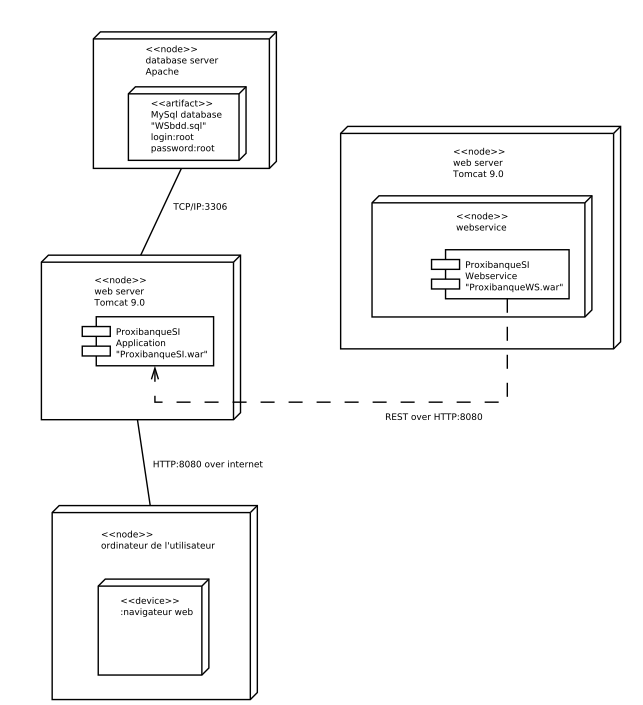 <<node>>
database server
Apache
<<artifact>>
MySql database
"WSbdd.sql"
login:root
password:root
TCP/IP:3306
<<node>>
web server
Tomcat 9.0
<<node>>
webservice
ProxibanqueSI
Webservice
"ProxibanqueWS.war"
<<node>>
web server
Tomcat 9.0
ProxibanqueSI
Application
"ProxibanqueSI.war"
REST over HTTP:8080
HTTP:8080 over internet
<<node>>
ordinateur de l'utilisateur
<<device>>
:navigateur web